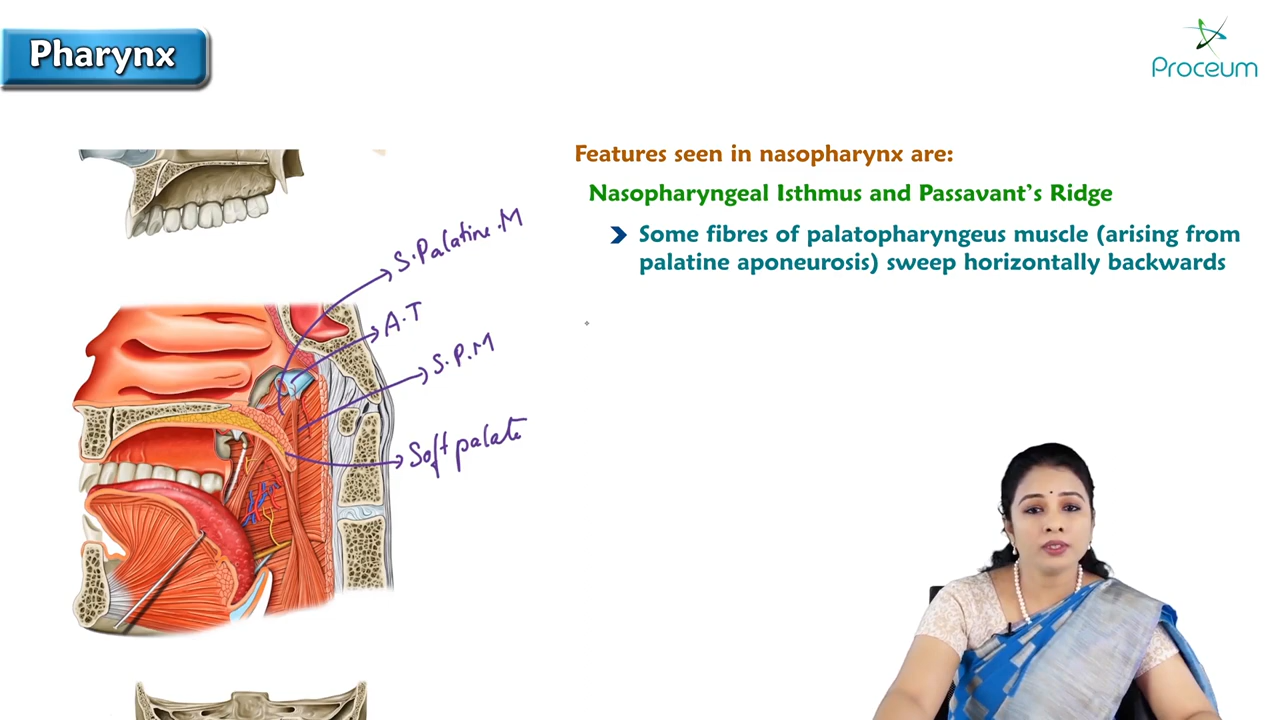 Pharynx
Proceum
Features seen in nasopharynx are:
Nasopharyngeal Isthmus and Passavant's Ridge
Some fibres of palatopharyngeus muscle (arising from
palatine aponeurosis) sweep horizontally backwards
S.Palatine.M
A.T
S.P.M
Soft palate